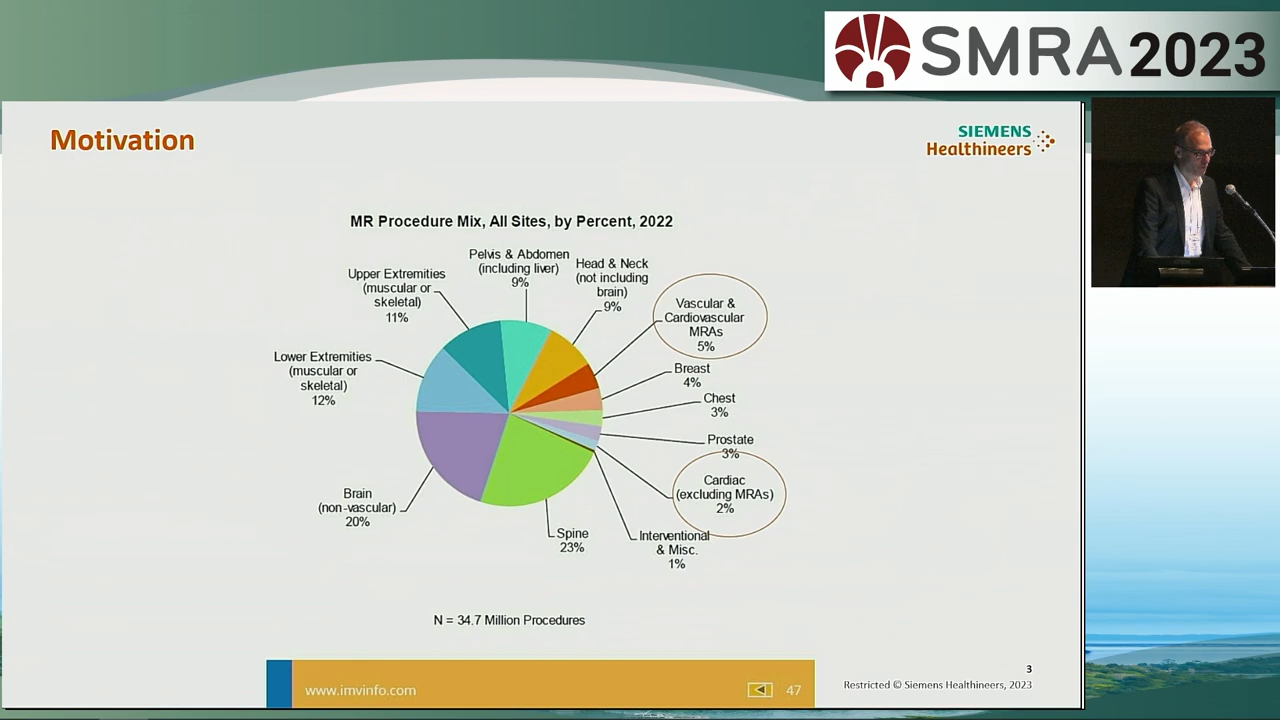 SMRA 2023
Motivation
SIEMENS
Healthineers
MR Procedure Mix, All Sites, by Percent, 2022
Pelvis & Abdomen
(including liver)
9%
Head & Neck
(not including
brain)
9%
Vascular &
Cardiovascular
MRAs
5%
Breast
4%
Chest
3%
Prostate
3%
Cardiac
(excluding MRAs)
2%
Interventional
& Misc.
1%
Spine
23%
Brain
(non-vascular)
20%
Lower Extremities
(muscular or
skeletal)
12%
Upper Extremities
(muscular or
skeletal)
11%
N = 34.7 Million Procedures
www.imvinfo.com
47
3
Restricted © Siemens Healthineers, 2023